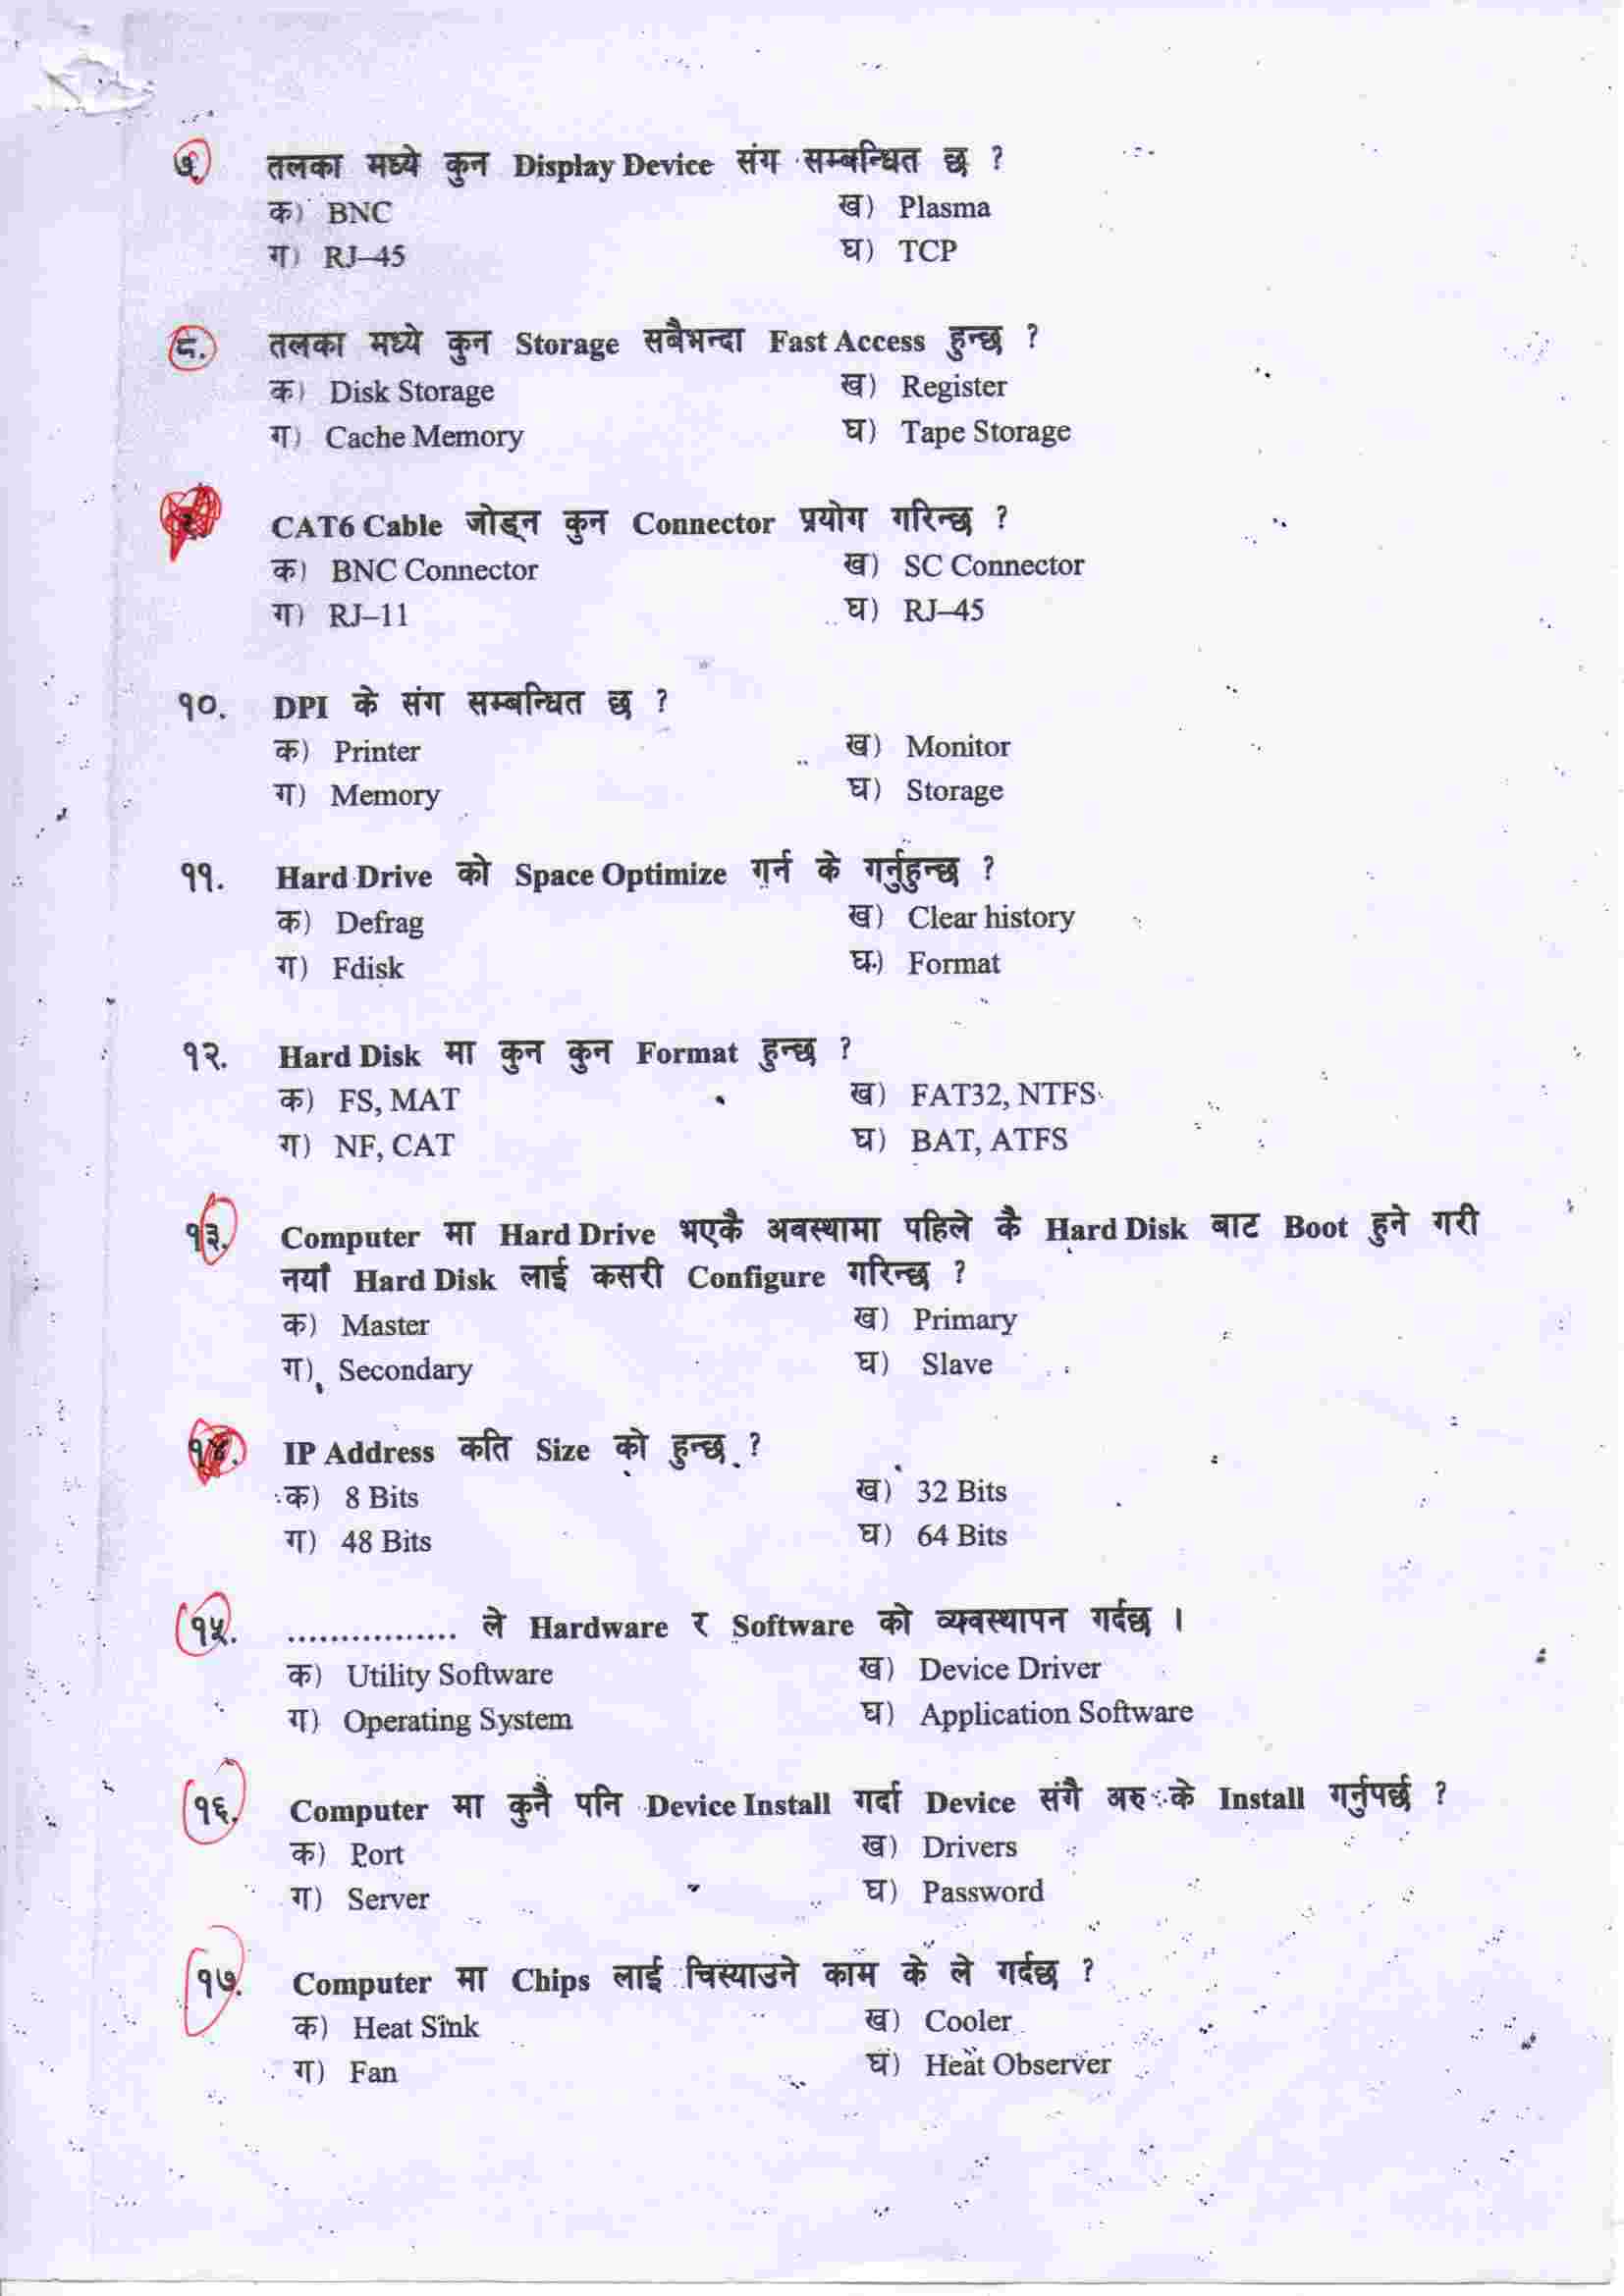 ७. तलका मध्ये कुन Display Device संग सम्बन्धित छ ?
क) BNC ख) Plasma
ग) RJ–45 घ) TCP
८. तलका मध्ये कुन Storage सबैभन्दा Fast Access हुन्छ ?
क) Disk Storage ख) Register
ग) Cache Memory घ) Tape Storage
CAT6 Cable जोड्न कुन Connector प्रयोग गरिन्छ ?
क) BNC Connector ख) SC Connector
ग) RJ–11 घ) RJ–45
१०. DPI के संग सम्बन्धित छ ?
क) Printer ख) Monitor
ग) Memory घ) Storage
११. Hard Drive को Space Optimize गर्न के गर्नुहुन्छ ?
क) Defrag ख) Clear history
ग) Fdisk घ) Format
१२. Hard Disk मा कुन कुन Format हुन्छ ?
क) FS, MAT ख) FAT32, NTFS
ग) NF, CAT घ) BAT, ATFS
१३. Computer मा Hard Drive भएकै अवस्थामा पहिले कै Hard Disk बाट Boot हुने गरी
नयाँ Hard Disk लाई कसरी Configure गरिन्छ ?
क) Master ख) Primary
ग) Secondary घ) Slave
१४. IP Address कति Size को हुन्छ ?
क) 8 Bits ख) 32 Bits
ग) 48 Bits घ) 64 Bits
१५. ................ ले Hardware र Software को व्यवस्थापन गर्दछ ।
क) Utility Software ख) Device Driver
ग) Operating System घ) Application Software
१६. Computer मा कुनै पनि Device Install गर्दा Device संगै अरु के Install गर्नुपर्छ ?
क) Port ख) Drivers
ग) Server घ) Password
१७. Computer मा Chips लाई चिस्याउने काम के ले गर्दछ ?
क) Heat Sink ख) Cooler
ग) Fan घ) Heat Observer